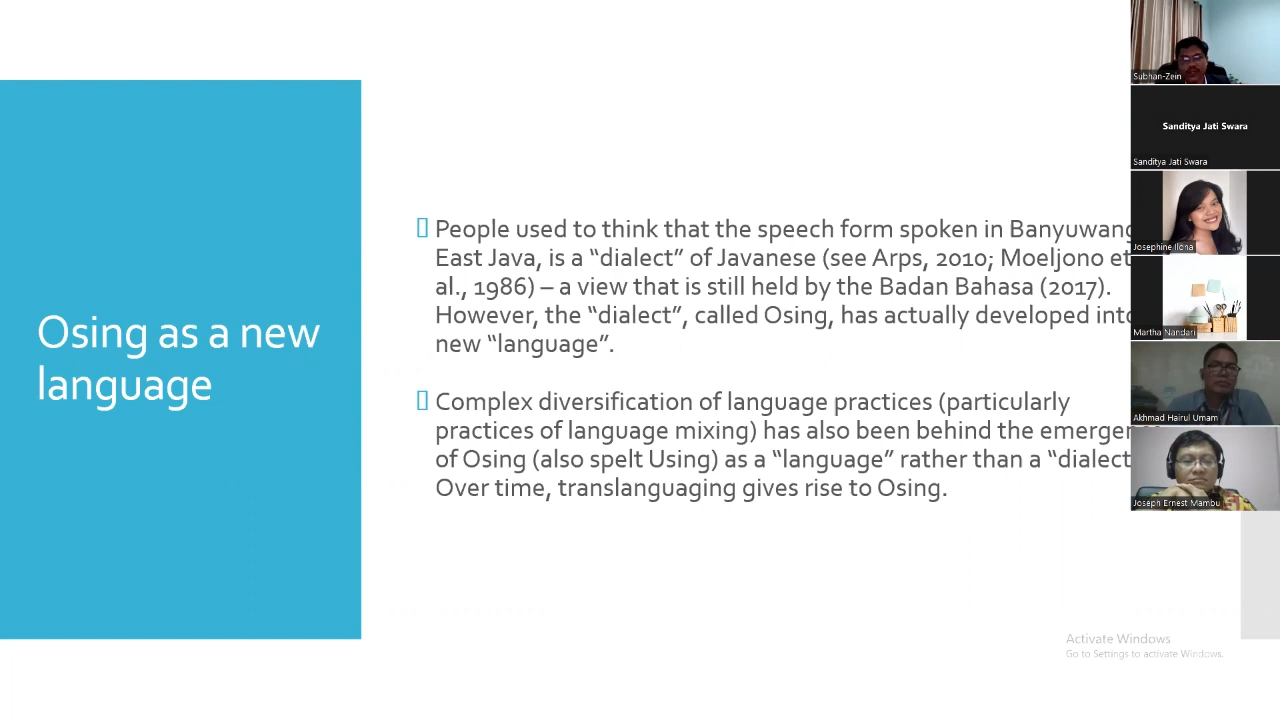 Osing as a new
language
People used to think that the speech form spoken in Banyuwang
East Java, is a “dialect” of Javanese (see Arps, 2010; Moeljono et
al., 1986) – a view that is still held by the Badan Bahasa (2017).
However, the “dialect”, called Osing, has actually developed into
new “language”.
Complex diversification of language practices (particularly
practices of language mixing) has also been behind the emergen
of Osing (also spelt Using) as a “language” rather than a “dialect
Over time, translanguaging gives rise to Osing.
Subhan-Zein
Sanditya Jati Swara
Sanditya Jati Swara
Josephine Ilona
Martha Nandari
Akhmad Hairul Umam
Joseph Ernest Mambu
Activate Windows
Go to Settings to activate Windows.